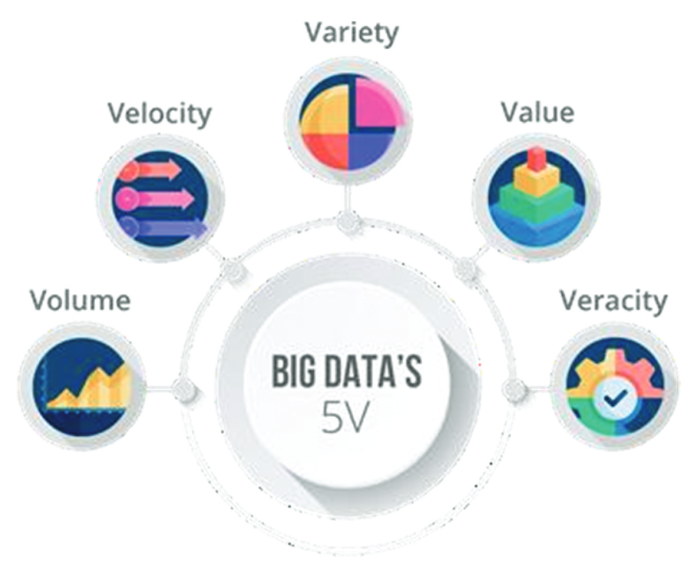 Variety
Velocity
Value
Volume
Veracity
BIG DATA'S
5V